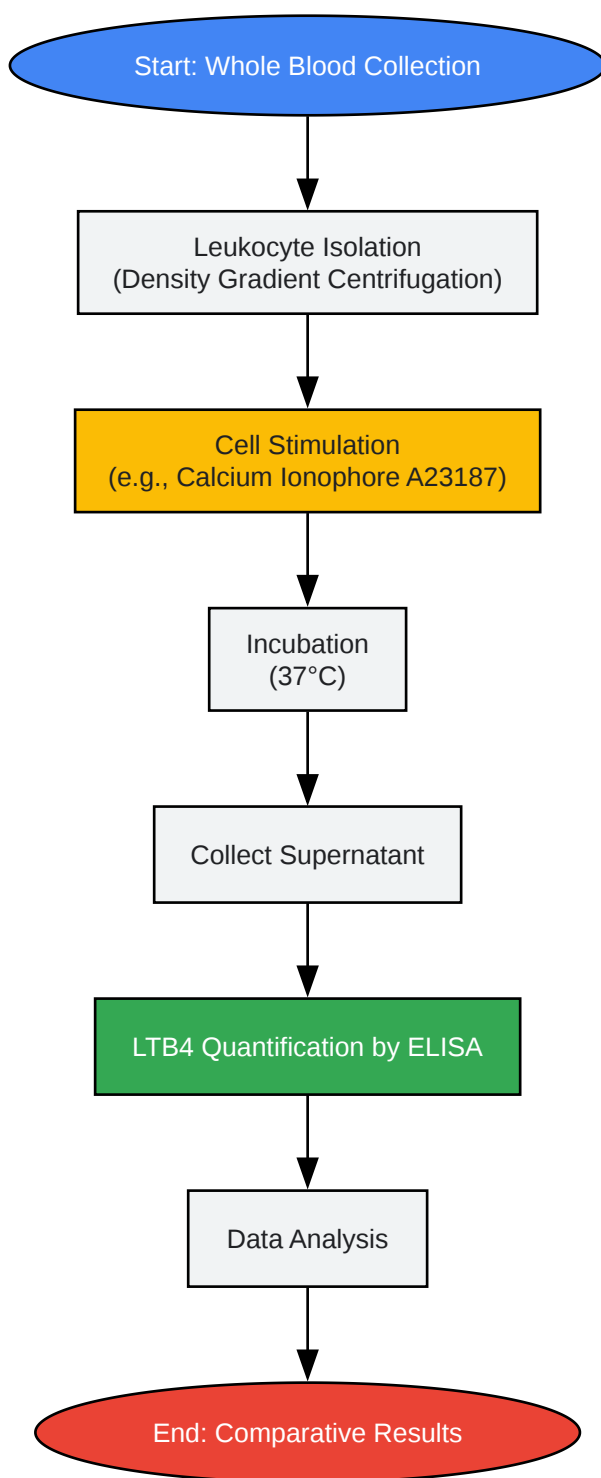 Start: Whole Blood Collection
Leukocyte Isolation
(Density Gradient Centrifugation)
Cell Stimulation
(e.g., Calcium Ionophore A23187)
Incubation
(37°C)
Collect Supernatant
LTB4 Quantification by ELISA
Data Analysis
End: Comparative Results